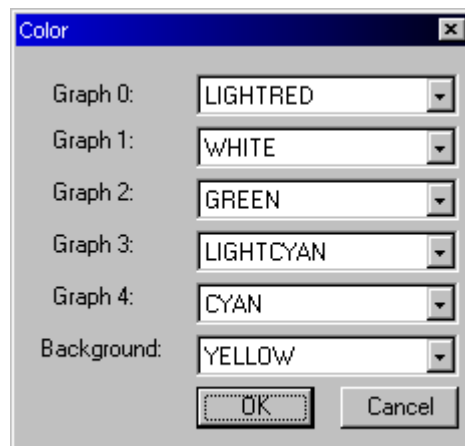 Color
Graph 0: LIGHTRED
Graph 1: WHITE
Graph 2: GREEN
Graph 3: LIGHTCYAN
Graph 4: CYAN
Background: YELLOW
OK Cancel